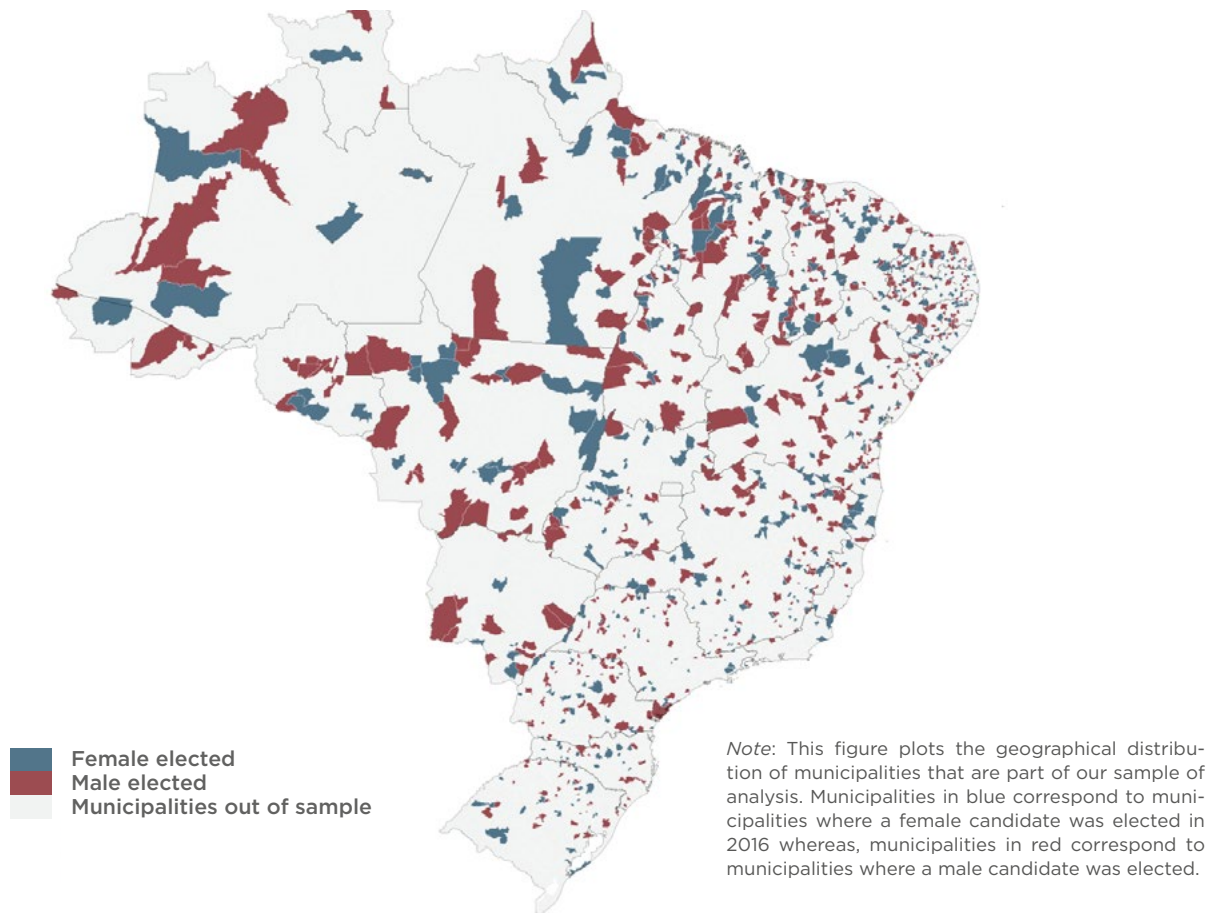 Female elected
Male elected
Municipalities out of sample
Note: This figure plots the geographical distribu-
tion of municipalities that are part of our sample of
analysis. Municipalities in blue correspond to muni-
cipalities where a female candidate was elected in
2016 whereas, municipalities in red correspond to
municipalities where a male candidate was elected.